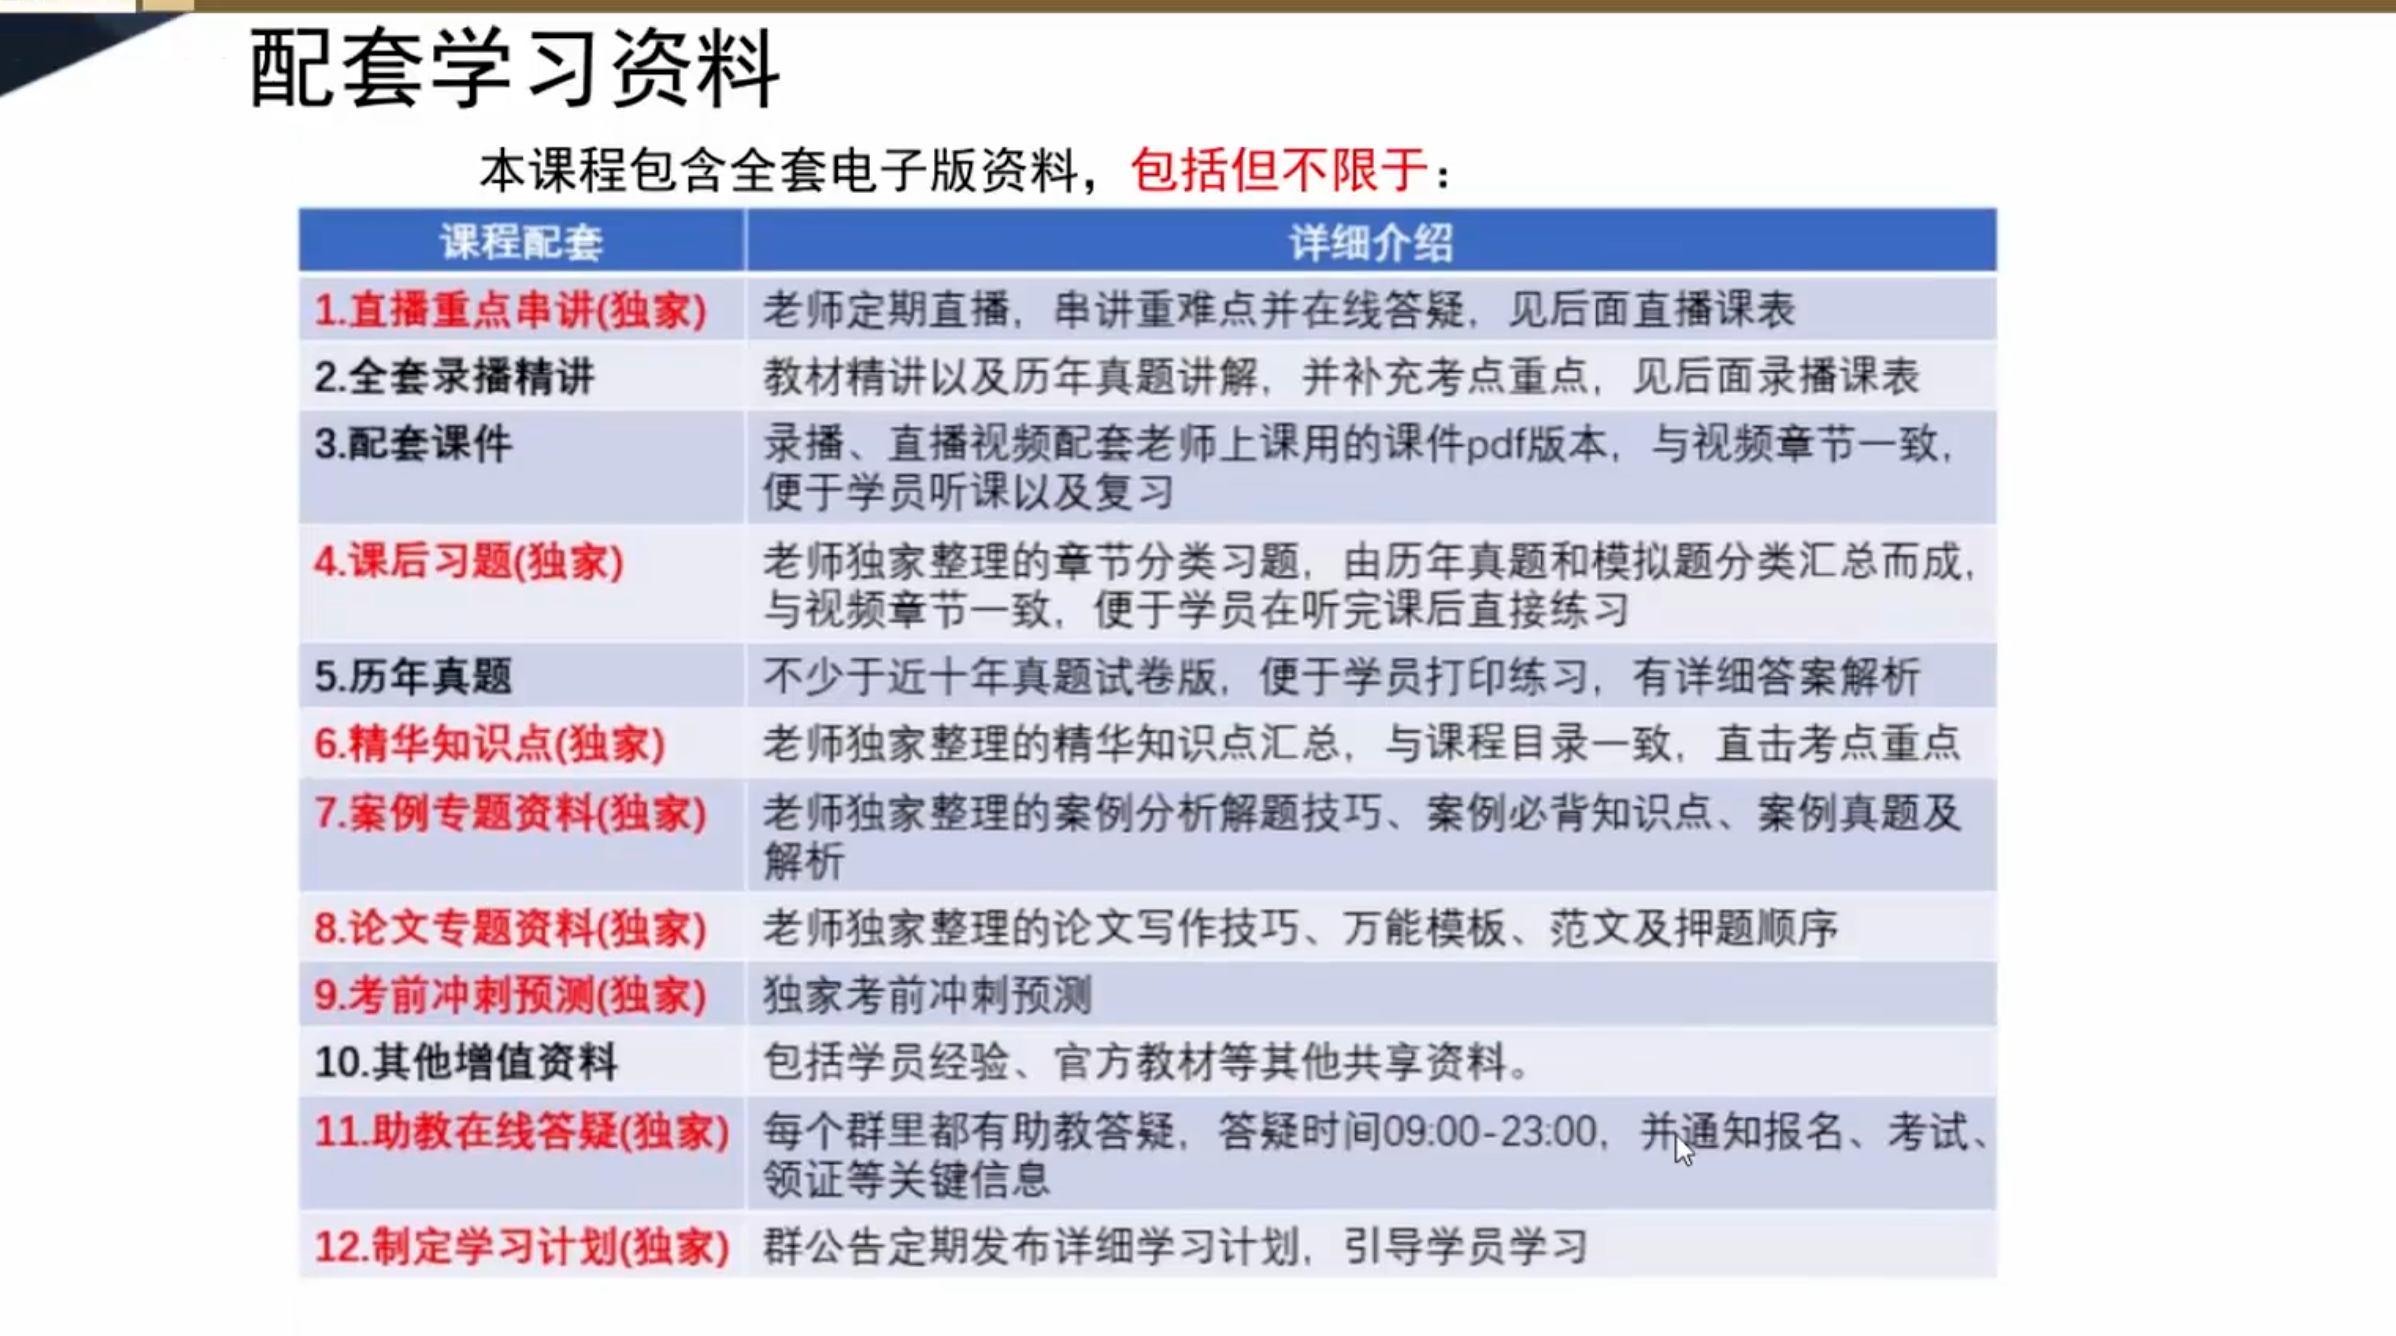 配套学习资料
本课程包含全套电子版资料，包括但不限于：
课程配套 详细介绍
1.直播重点串讲(独家) 老师定期直播，串讲重难点并在线答疑，见后面直播课表
2.全套录播精讲 教材精讲以及历年真题讲解，并补充考点重点，见后面录播课表
3.配套课件 录播、直播视频配套老师上课用的课件pdf版本，与视频章节一致，
便于学员听课以及复习
4.课后习题(独家) 老师独家整理的章节分类习题，由历年真题和模拟题分类汇总而成，
与视频章节一致，便于学员在听完课后直接练习
5.历年真题 不少于近十年真题试卷版，便于学员打印练习，有详细答案解析
6.精华知识点(独家) 老师独家整理的精华知识点汇总，与课程目录一致，直击考点重点
7.案例专题资料(独家) 老师独家整理的案例分析解题技巧、案例必背知识点、案例真题及
解析
8.论文专题资料(独家) 老师独家整理的论文写作技巧、万能模板、范文及押题顺序
9.考前冲刺预测(独家) 独家考前冲刺预测
10.其他增值资料 包括学员经验、官方教材等其他共享资料。
11.助教在线答疑(独家) 每个群里都有助教答疑，答疑时间09:00-23:00，并通知报名、考试、
领证等关键信息
12.制定学习计划(独家) 群公告定期发布详细学习计划，引导学员学习